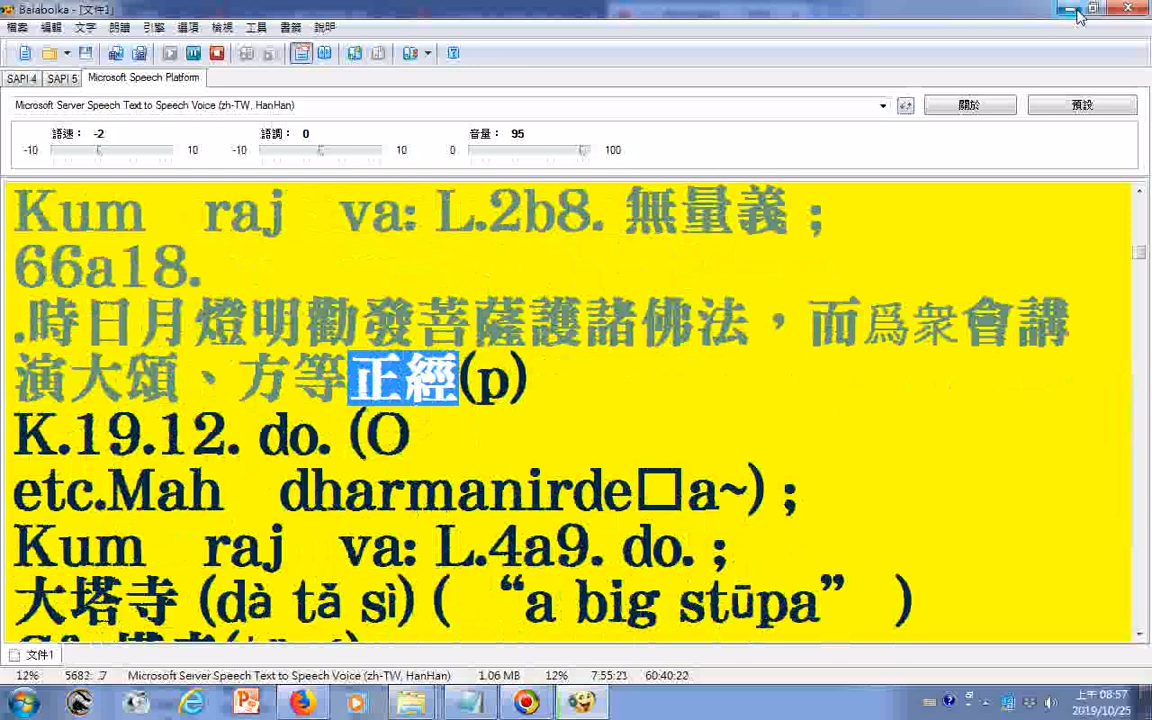 Balabolka - [文件1]
檔案 編輯 文字 朗讀 引擎 選項 檢視 工具 書籤 說明
SAPI 4 SAPI 5 Microsoft Speech Platform
Microsoft Server Speech Text to Speech Voice (zh-TW, HanHan) 關於 預設
語速: -2 語調: 0 音量: 95
-10 10 -10 10 0 100
Kum raj va: L.2b8. 無量義;
66a18.
.時日月燈明勸發菩薩護諸佛法,而爲衆會講
演大頌、方等正經(p)
K.19.12. do. (O
etc.Mah dharmanirde□a~) ;
Kum raj va: L.4a9. do. ;
大塔寺 (dà tǎ sì) ( “a big stūpa” )
文件1
12% Microsoft Server Speech Text to Speech Voice (zh-TW, HanHan) 1.06 MB 12% 7:55:23 60:40:22
上午 08:57
2019/10/25